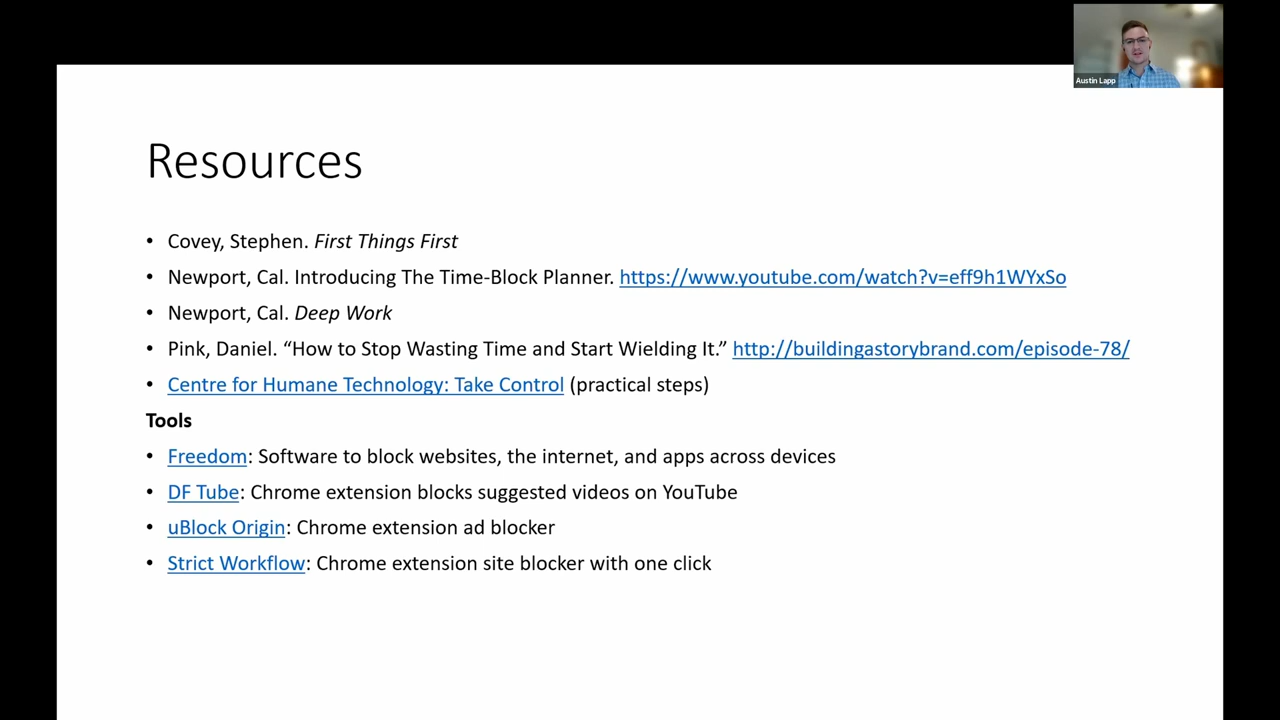 Austin Lapp
Resources
• Covey, Stephen. First Things First
• Newport, Cal. Introducing The Time-Block Planner. https://www.youtube.com/watch?v=eff9h1WYxSo
• Newport, Cal. Deep Work
• Pink, Daniel. “How to Stop Wasting Time and Start Wielding It.” http://buildingastorybrand.com/episode-78/
• Centre for Humane Technology: Take Control (practical steps)
Tools
• Freedom: Software to block websites, the internet, and apps across devices
• DF Tube: Chrome extension blocks suggested videos on YouTube
• uBlock Origin: Chrome extension ad blocker
• Strict Workflow: Chrome extension site blocker with one click